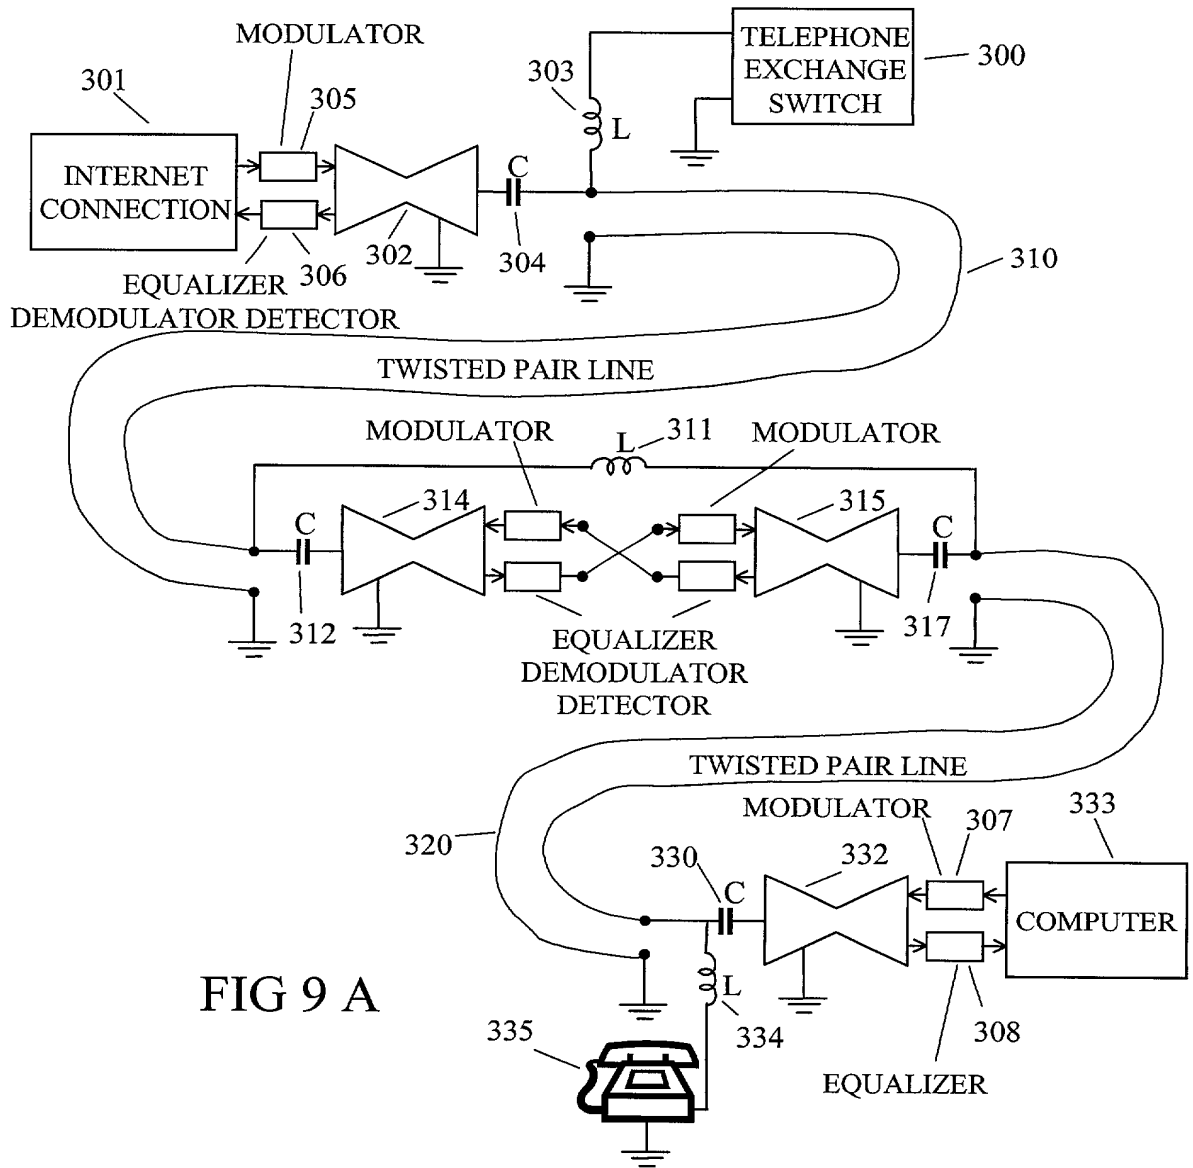 MODULATOR
TELEPHONE
EXCHANGE
SWITCH
300
303
301
305
L
INTERNET
CONNECTION
C
302
304
306
310
EQUALIZER
DEMODULATOR DETECTOR
TWISTED PAIR LINE
MODULATOR
L
311
MODULATOR
314
315
C
C
312
317
EQUALIZER
DEMODULATOR
DETECTOR
TWISTED PAIR LINE
MODULATOR
307
333
320
330
332
C
COMPUTER
FIG 9 A
L
335
334
308
EQUALIZER